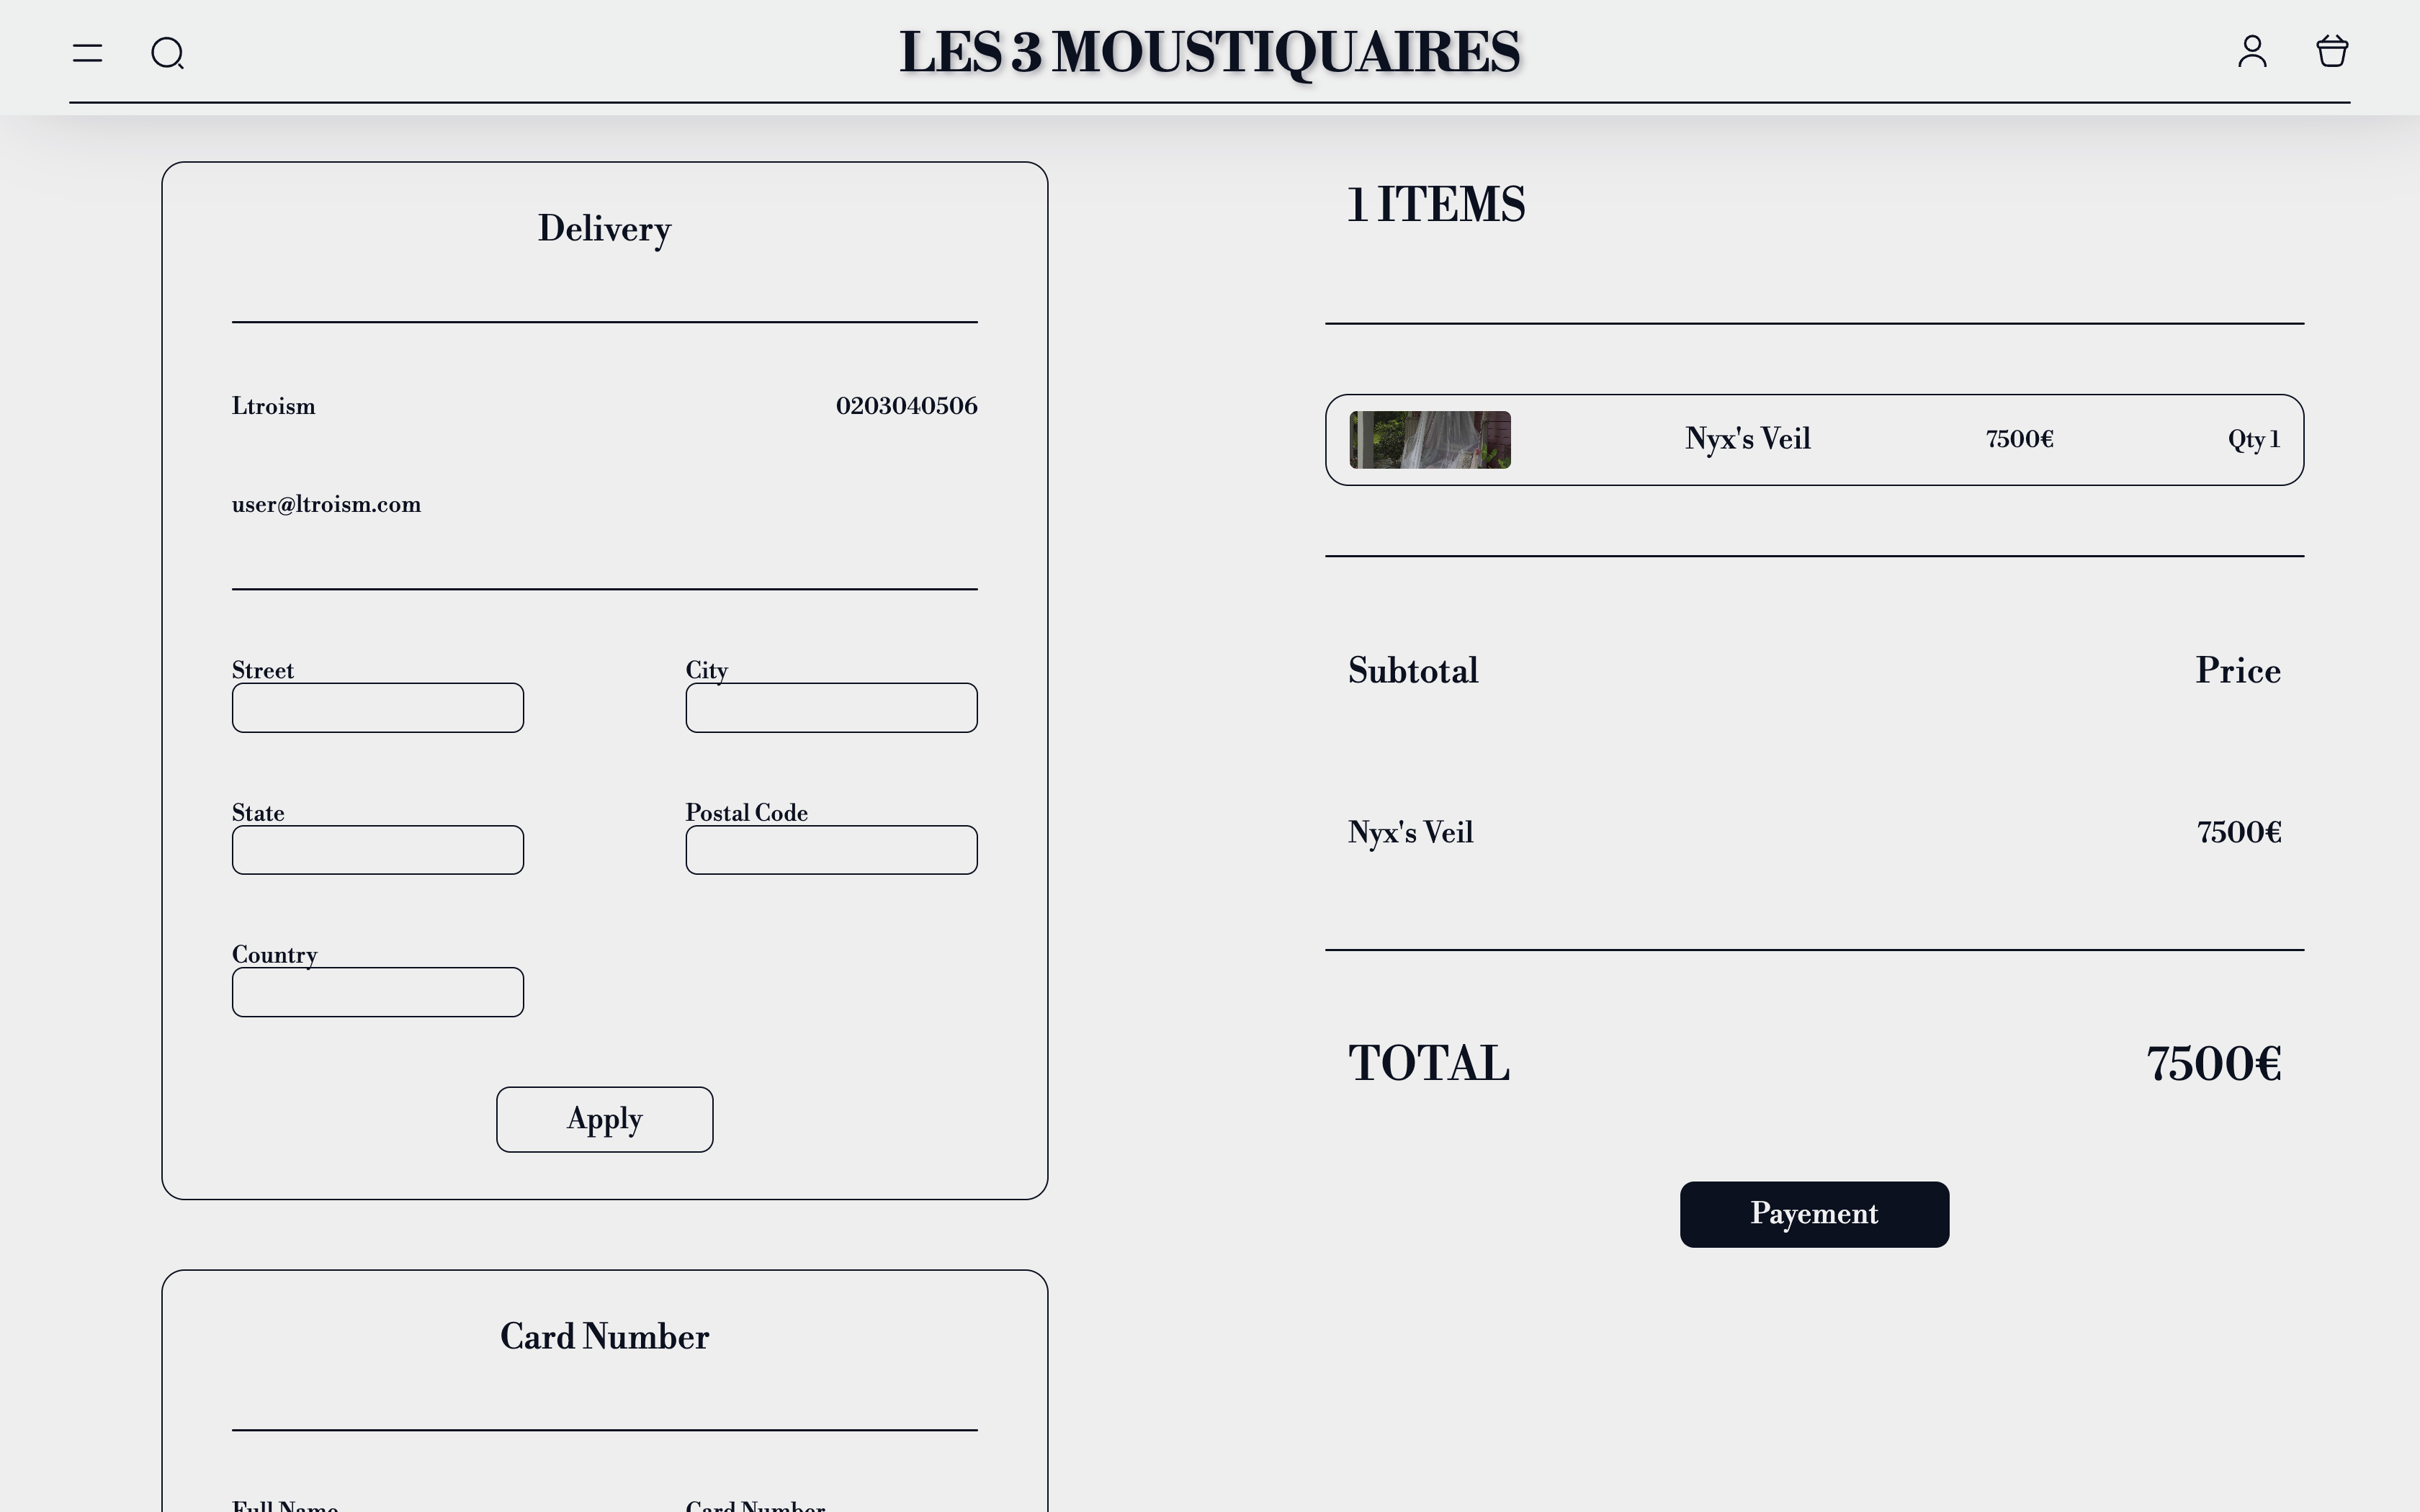 LES 3 MOUSTIQUAIRES
Delivery
Ltroism 0203040506
user@ltroism.com
Street City
State Postal Code
Country
Apply
Card Number
Full Name Card Number
1 ITEMS
Nyx's Veil 7500€ Qty 1
Subtotal Price
Nyx's Veil 7500€
TOTAL 7500€
Payement